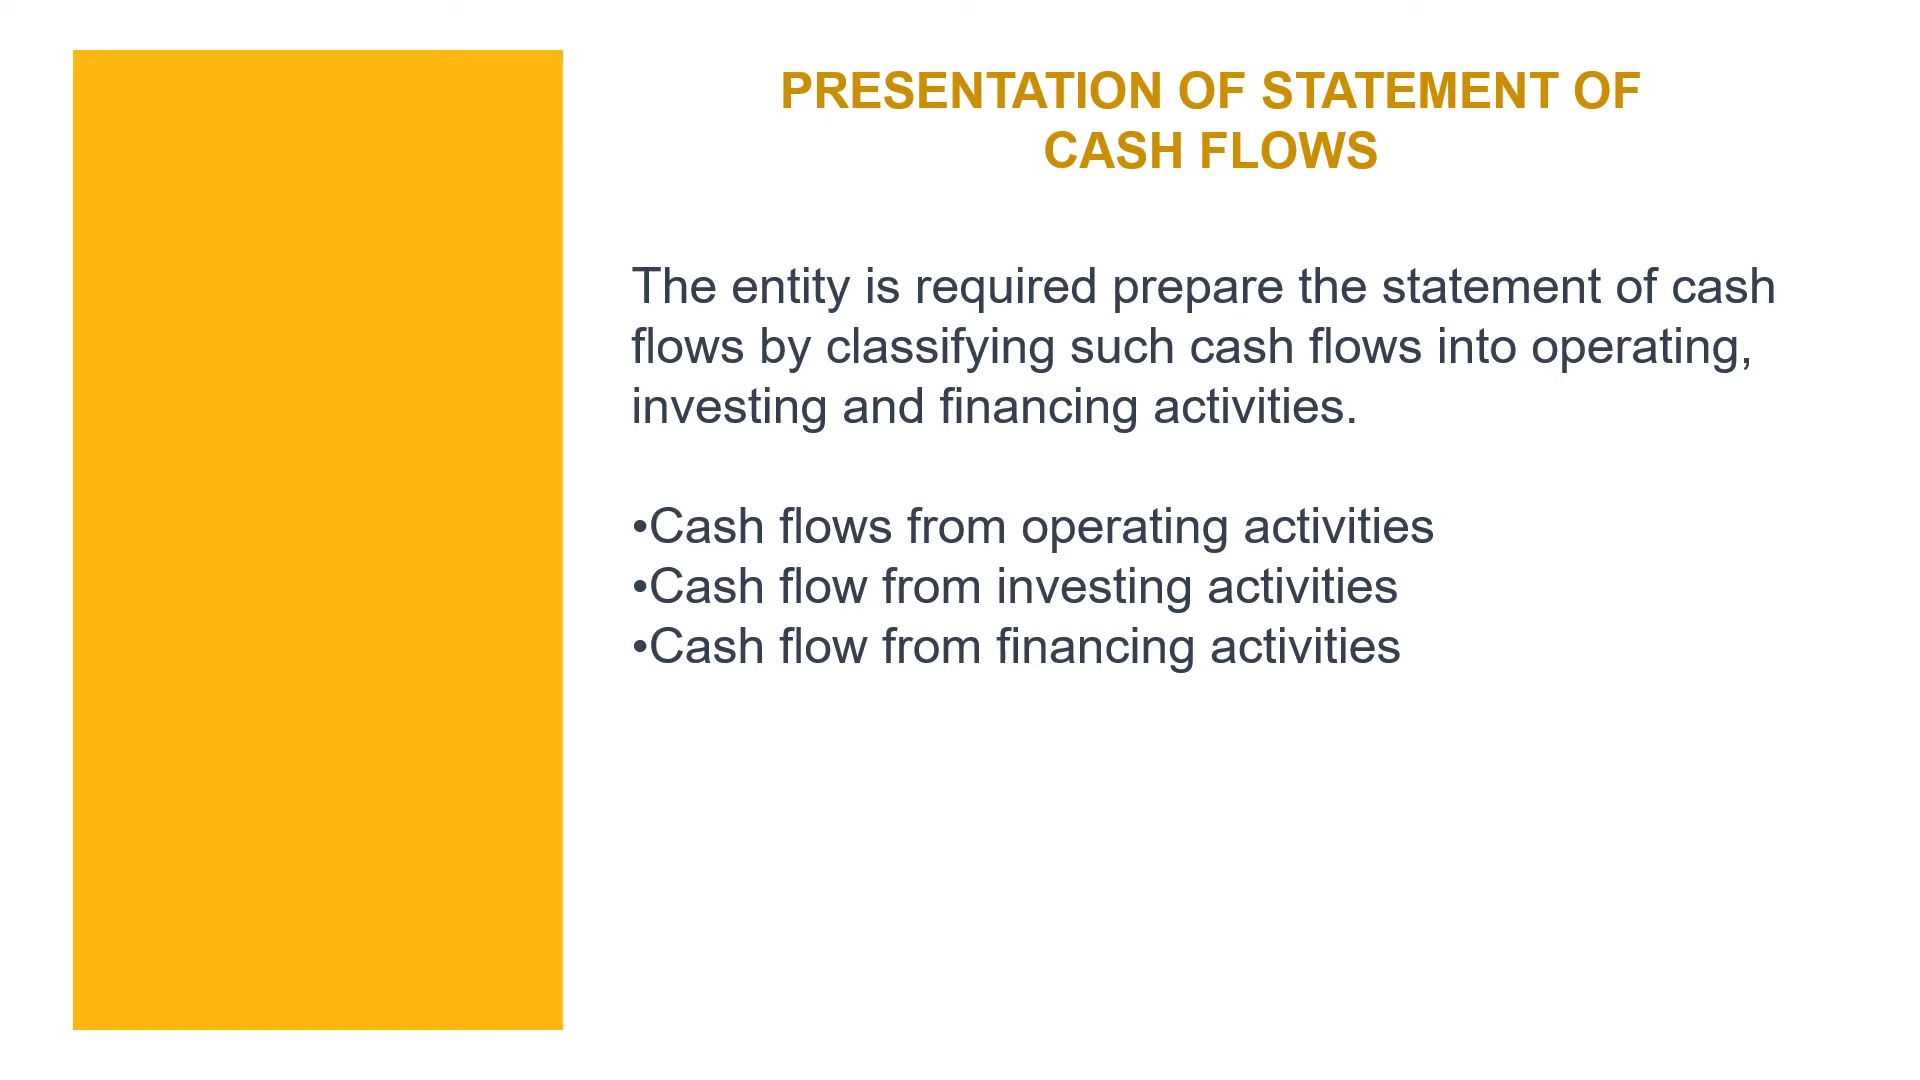 PRESENTATION OF STATEMENT OF
CASH FLOWS
The entity is required prepare the statement of cash
flows by classifying such cash flows into operating,
investing and financing activities.
•Cash flows from operating activities
•Cash flow from investing activities
•Cash flow from financing activities